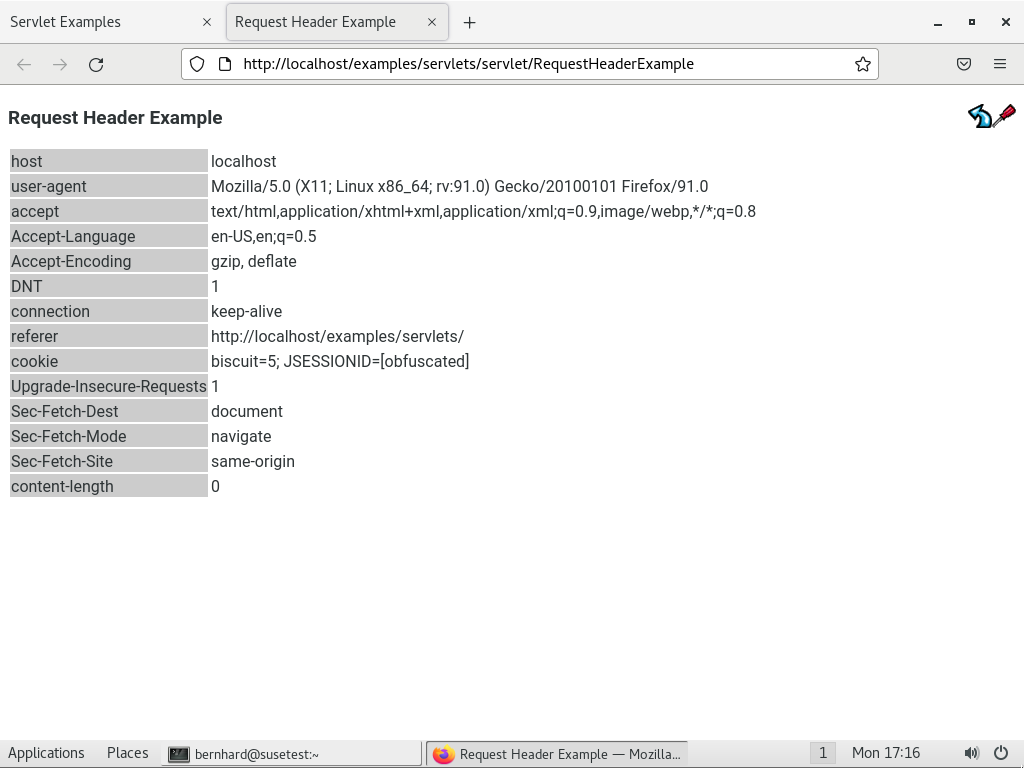 Servlet Examples
Request Header Example
http://localhost/examples/servlets/servlet/RequestHeaderExample
Request Header Example
host localhost
user-agent Mozilla/5.0 (X11; Linux x86_64; rv:91.0) Gecko/20100101 Firefox/91.0
accept text/html,application/xhtml+xml,application/xml;q=0.9,image/webp,*/*;q=0.8
Accept-Language en-US,en;q=0.5
Accept-Encoding gzip, deflate
DNT 1
connection keep-alive
referer http://localhost/examples/servlets/
cookie biscuit=5; JSESSIONID=[obfuscated]
Upgrade-Insecure-Requests 1
Sec-Fetch-Dest document
Sec-Fetch-Mode navigate
Sec-Fetch-Site same-origin
content-length 0
Applications Places bernhard@susetest:~ Request Header Example — Mozilla... 1 Mon 17:16